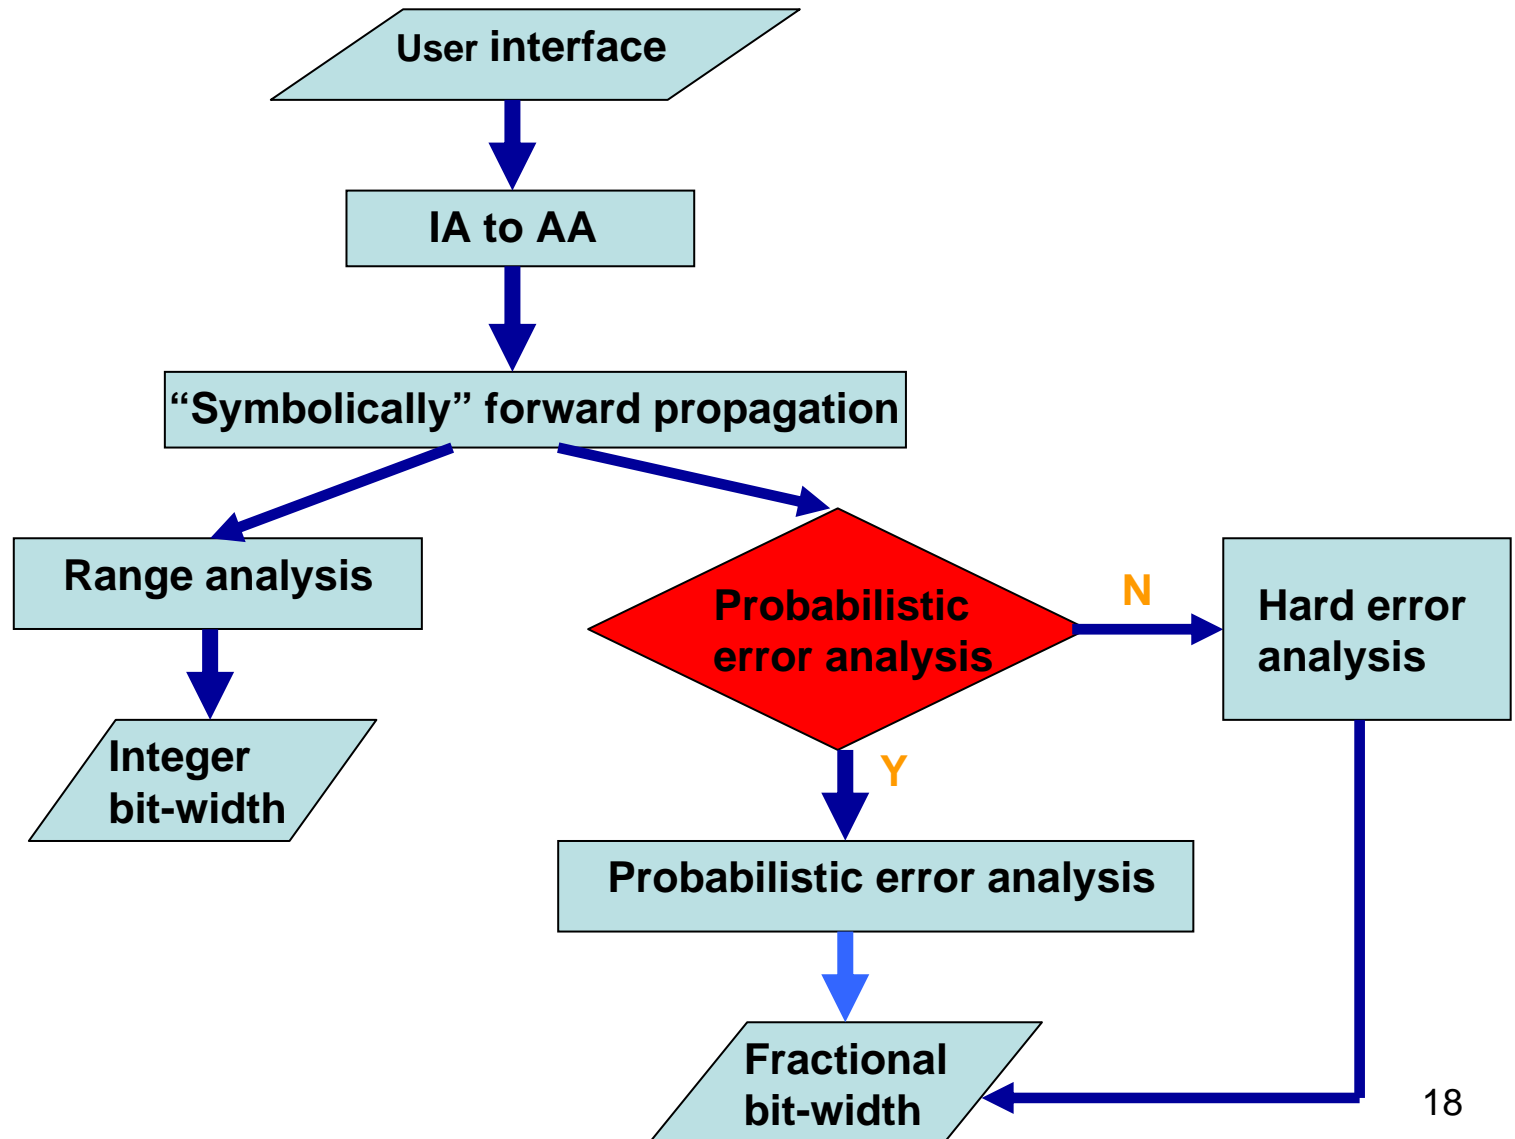 User interface
IA to AA
“Symbolically” forward propagation
Range analysis
Probabilistic
error analysis
N
Hard error
analysis
Integer
bit-width
Y
Probabilistic error analysis
Fractional
bit-width
18